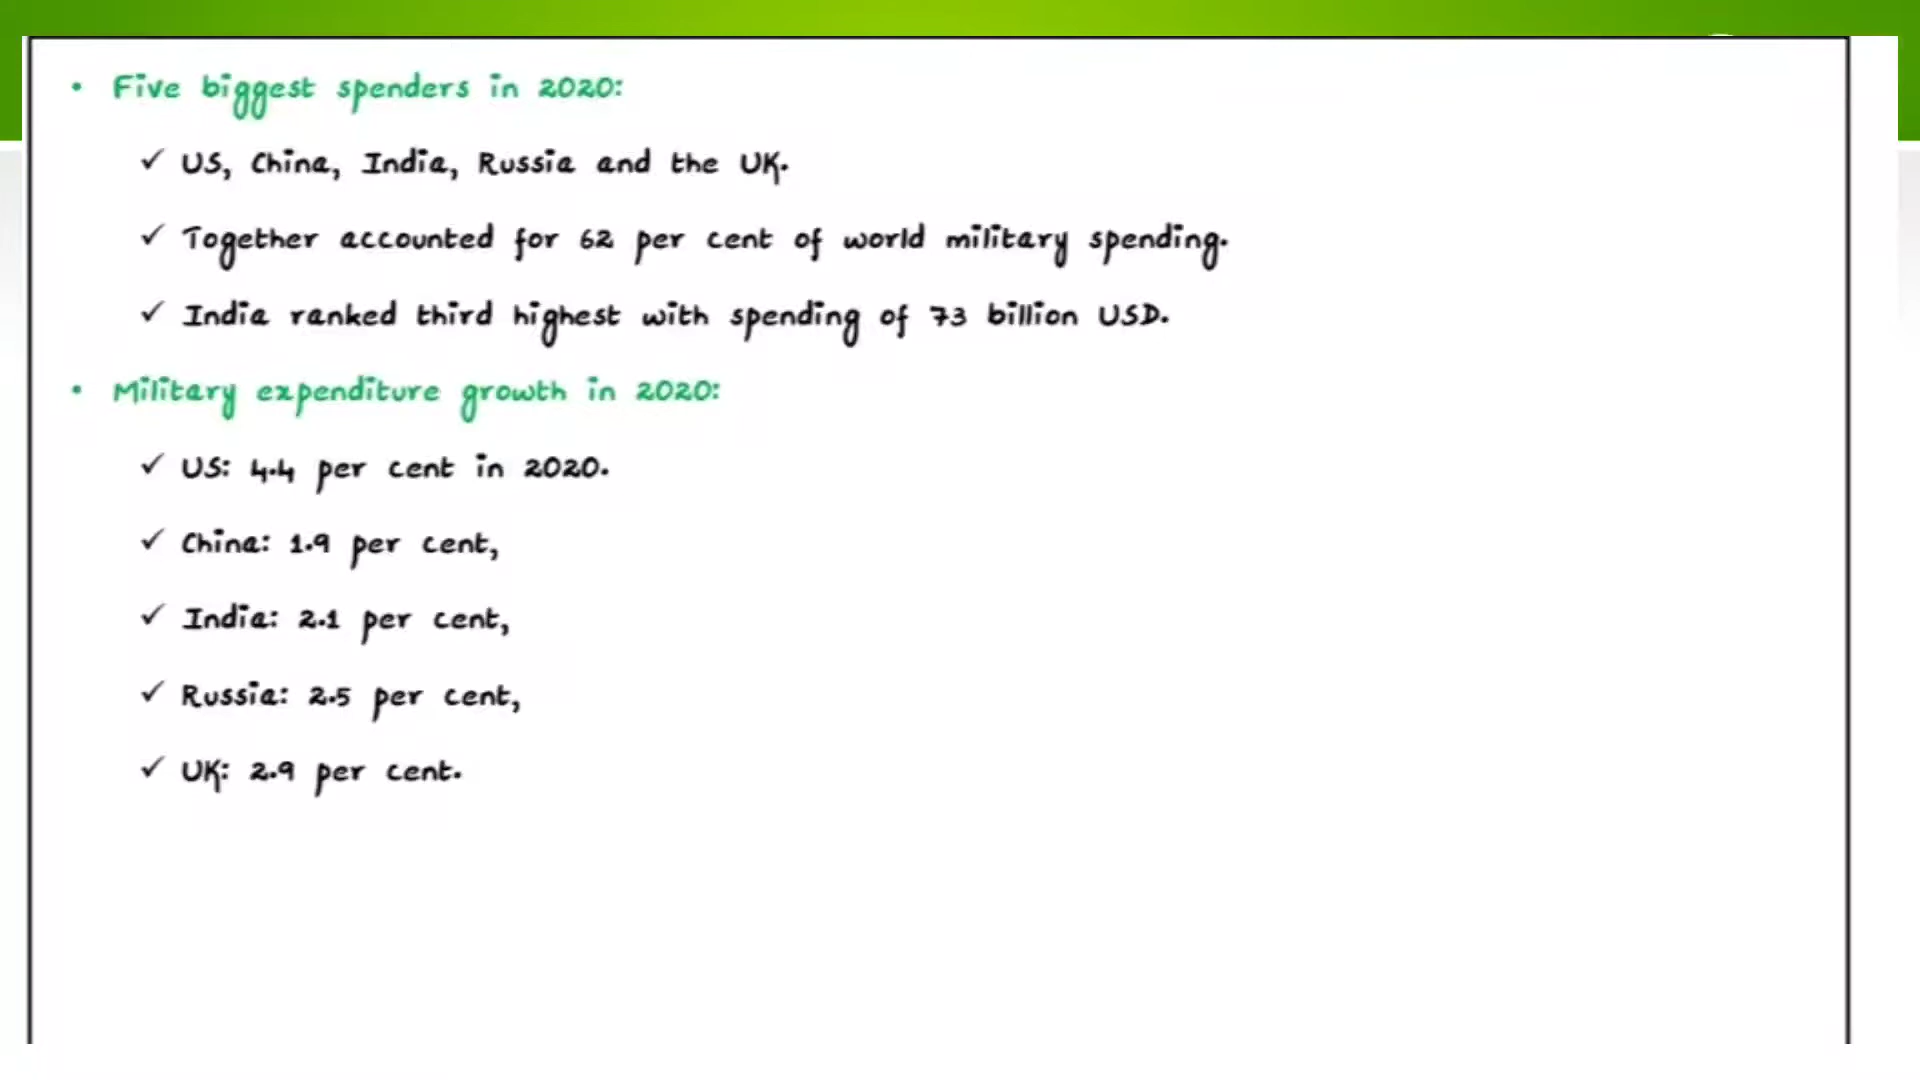 • Five biggest spenders in 2020:
✓ US, China, India, Russia and the UK.
✓ Together accounted for 62 per cent of world military spending.
✓ India ranked third highest with spending of 73 billion USD.
• Military expenditure growth in 2020:
✓ US: 4.4 per cent in 2020.
✓ China: 1.9 per cent,
✓ India: 2.1 per cent,
✓ Russia: 2.5 per cent,
✓ UK: 2.9 per cent.